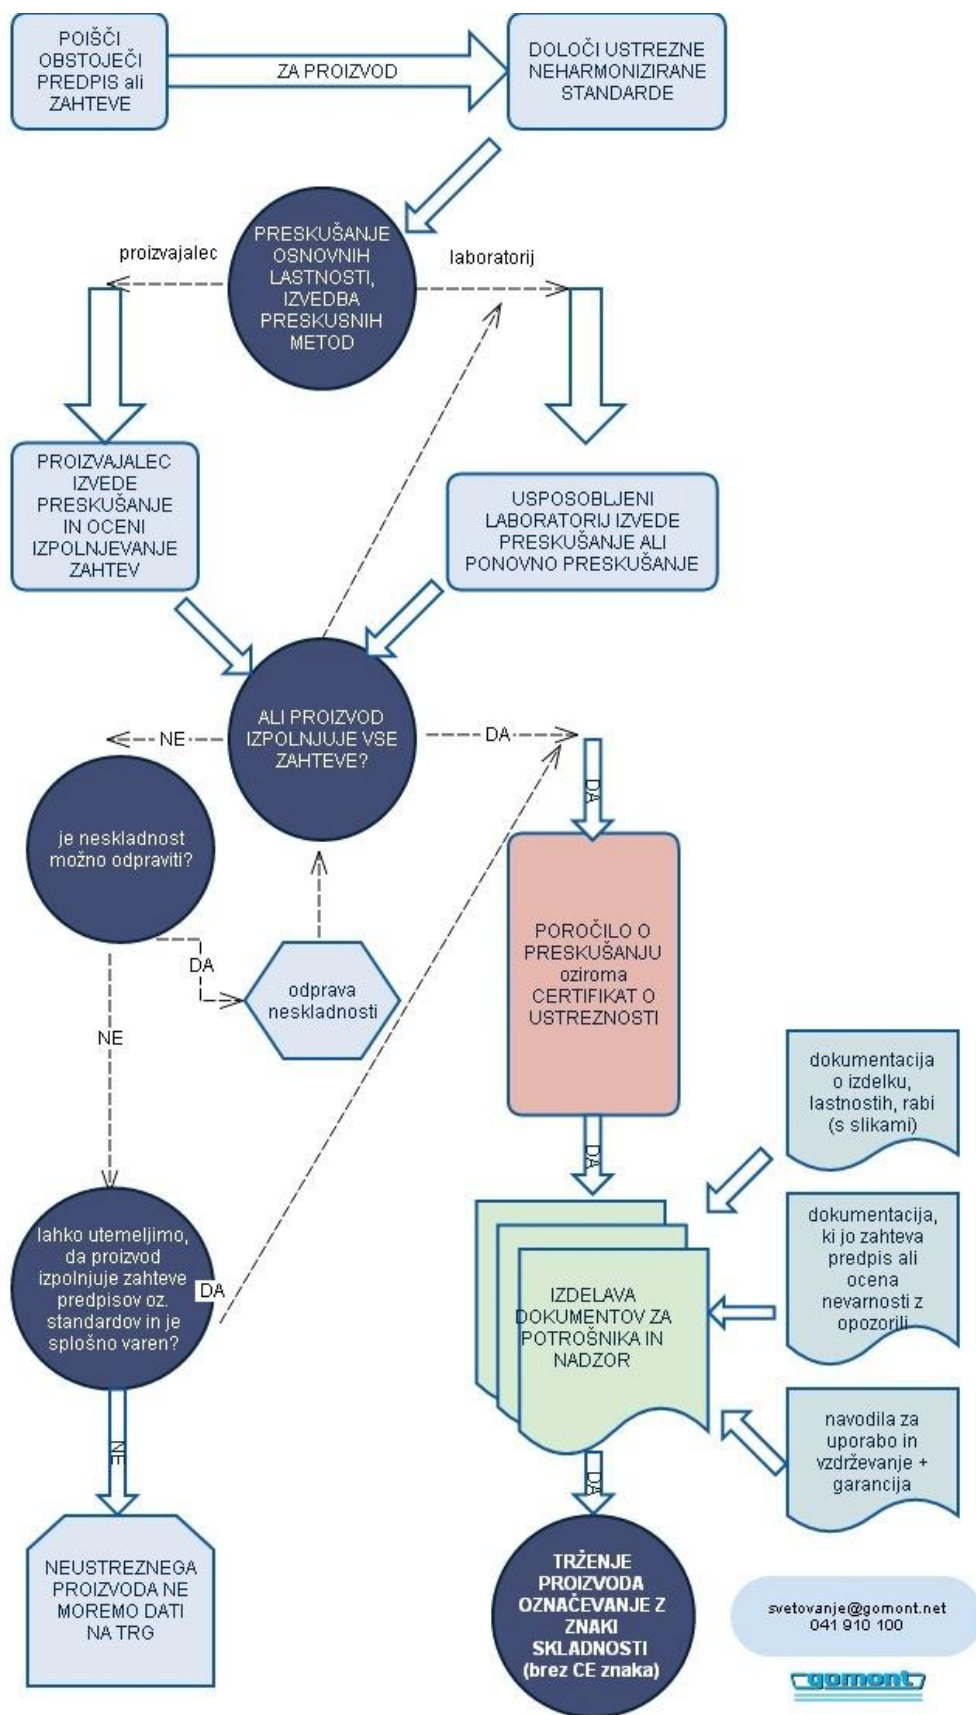 POIŠČI
OBSTOJEČI
PREDPIS ali
ZAHTEVE
ZA PROIZVOD
DOLOČI USTREZNE
NEHARMONIZIRANE
STANDARDE
PRESKUŠANJE
OSNOVNIH
LASTNOSTI,
IZVEDBA
PRESKUSNIH
METOD
proizvajalec
laboratorij
PROIZVAJALEC
IZVEDE
PRESKUŠANJE
IN OCENI
IZPOLNJEVANJE
ZAHTEV
USPOSOBLJENI
LABORATORIJ IZVEDE
PRESKUŠANJE ALI
PONOVNO PRESKUŠANJE
ALI PROIZVOD
IZPOLNJUJE VSE
ZAHTEVE?
NE
DA
DA
je neskladnost
možno odpraviti?
DA
odprava
neskladnosti
NE
POROČILO O
PRESKUŠANJU
oziroma
CERTIFIKAT O
USTREZNOSTI
DA
lahko utemeljimo,
da proizvod
izpolnjuje zahteve
predpisov oz.
standardov in je
splošno varen?
DA
NE
NEUSTREZNEGA
PROIZVODA NE
MOREMO DATI
NA TRG
IZDELAVA
DOKUMENTOV ZA
POTROŠNIKA IN
NADZOR
dokumentacija
o izdelku,
lastnostih, rabi
(s slikami)
dokumentacija,
ki jo zahteva
predpis ali
ocena
nevarnosti z
opozorili
navodila za
uporabo in
vzdrževanje +
garancija
DA
TRŽENJE
PROIZVODA
OZNAČEVANJE Z
ZNAKI
SKLADNOSTI
(brez CE znaka)
svetovanje@gomont.net
041 910 100
gomont